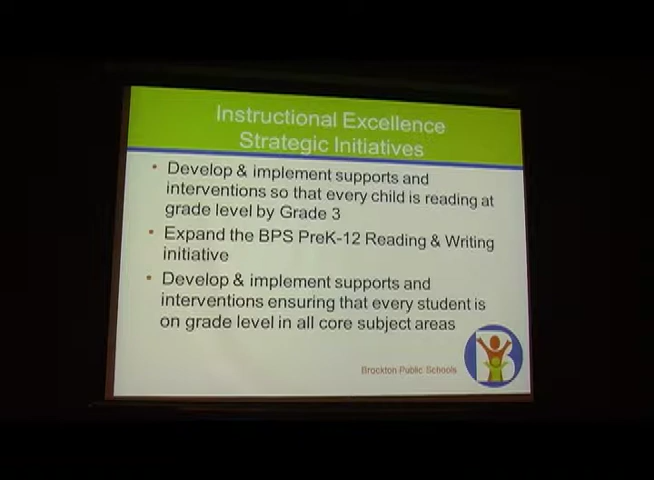 Instructional Excellence
Strategic Initiatives
• Develop & implement supports and
interventions so that every child is reading at
grade level by Grade 3
• Expand the BPS PreK-12 Reading & Writing
initiative
• Develop & implement supports and
interventions ensuring that every student is
on grade level in all core subject areas
Brockton Public Schools
B